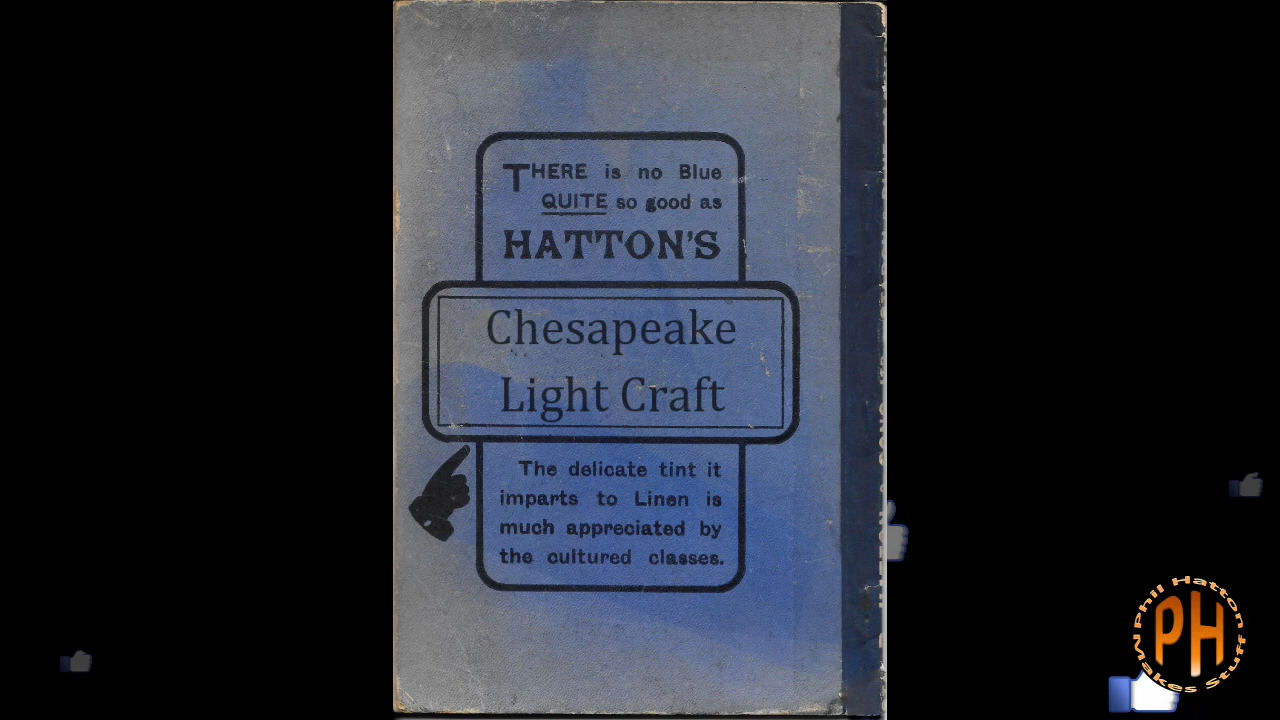 THERE is no Blue
QUITE so good as
HATTON'S
Chesapeake
Light Craft
The delicate tint it
imparts to Linen is
much appreciated by
the cultured classes.
Phil Hatton
PH
Makes Stuff